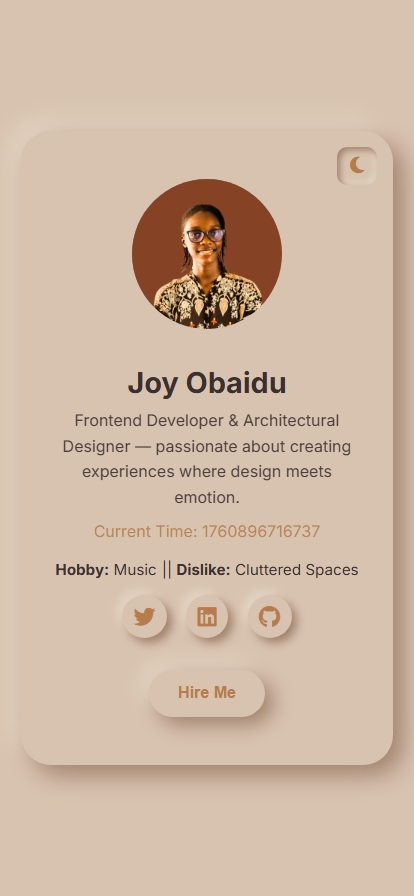 Joy Obaidu
Frontend Developer & Architectural
Designer — passionate about creating
experiences where design meets
emotion.
Current Time: 1760896716737
Hobby: Music || Dislike: Cluttered Spaces
in
Hire Me